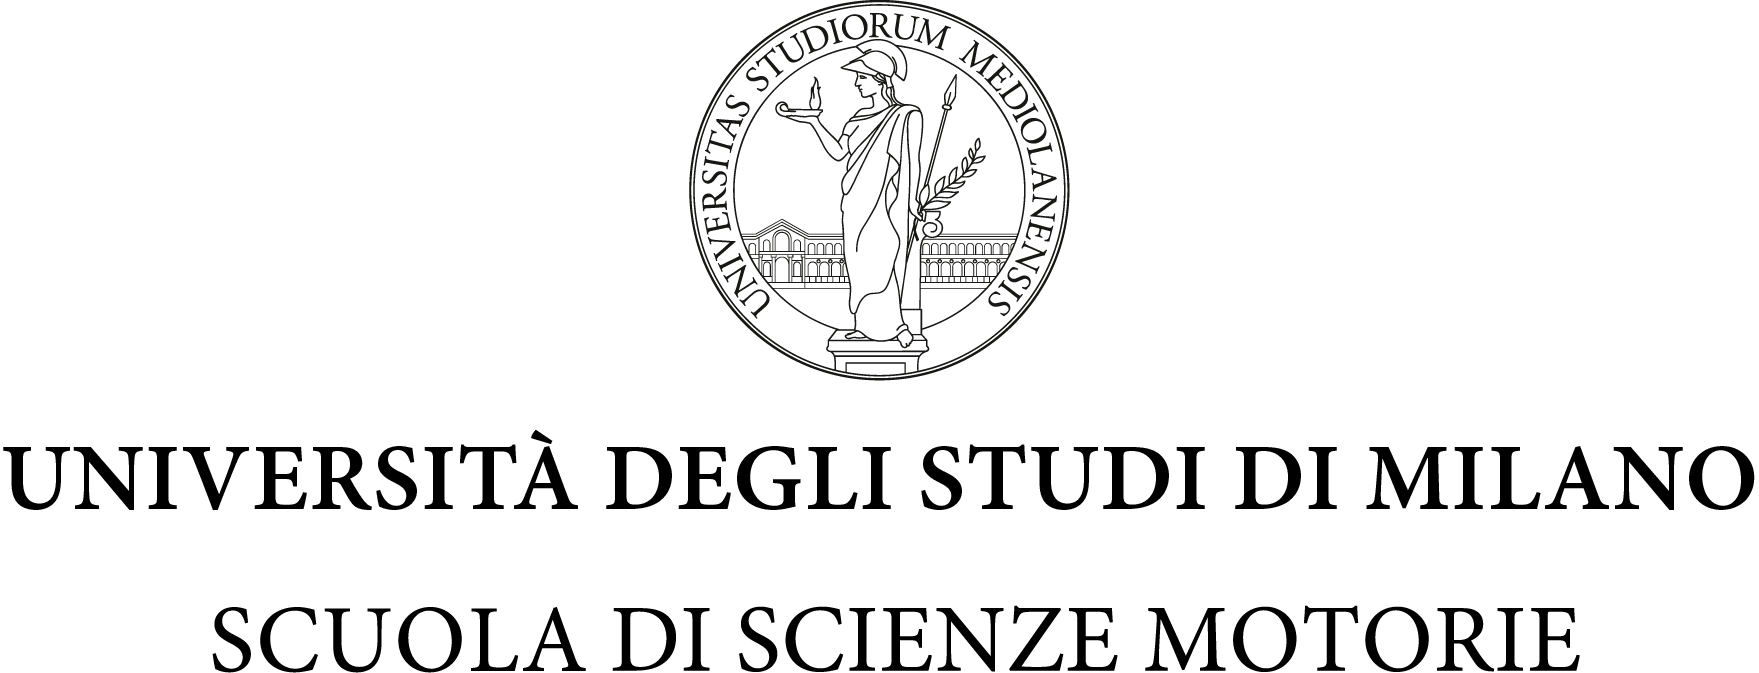 UNIVERSITAS STUDIORUM MEDIOLANENSIS
UNIVERSITÀ DEGLI STUDI DI MILANO
SCUOLA DI SCIENZE MOTORIE